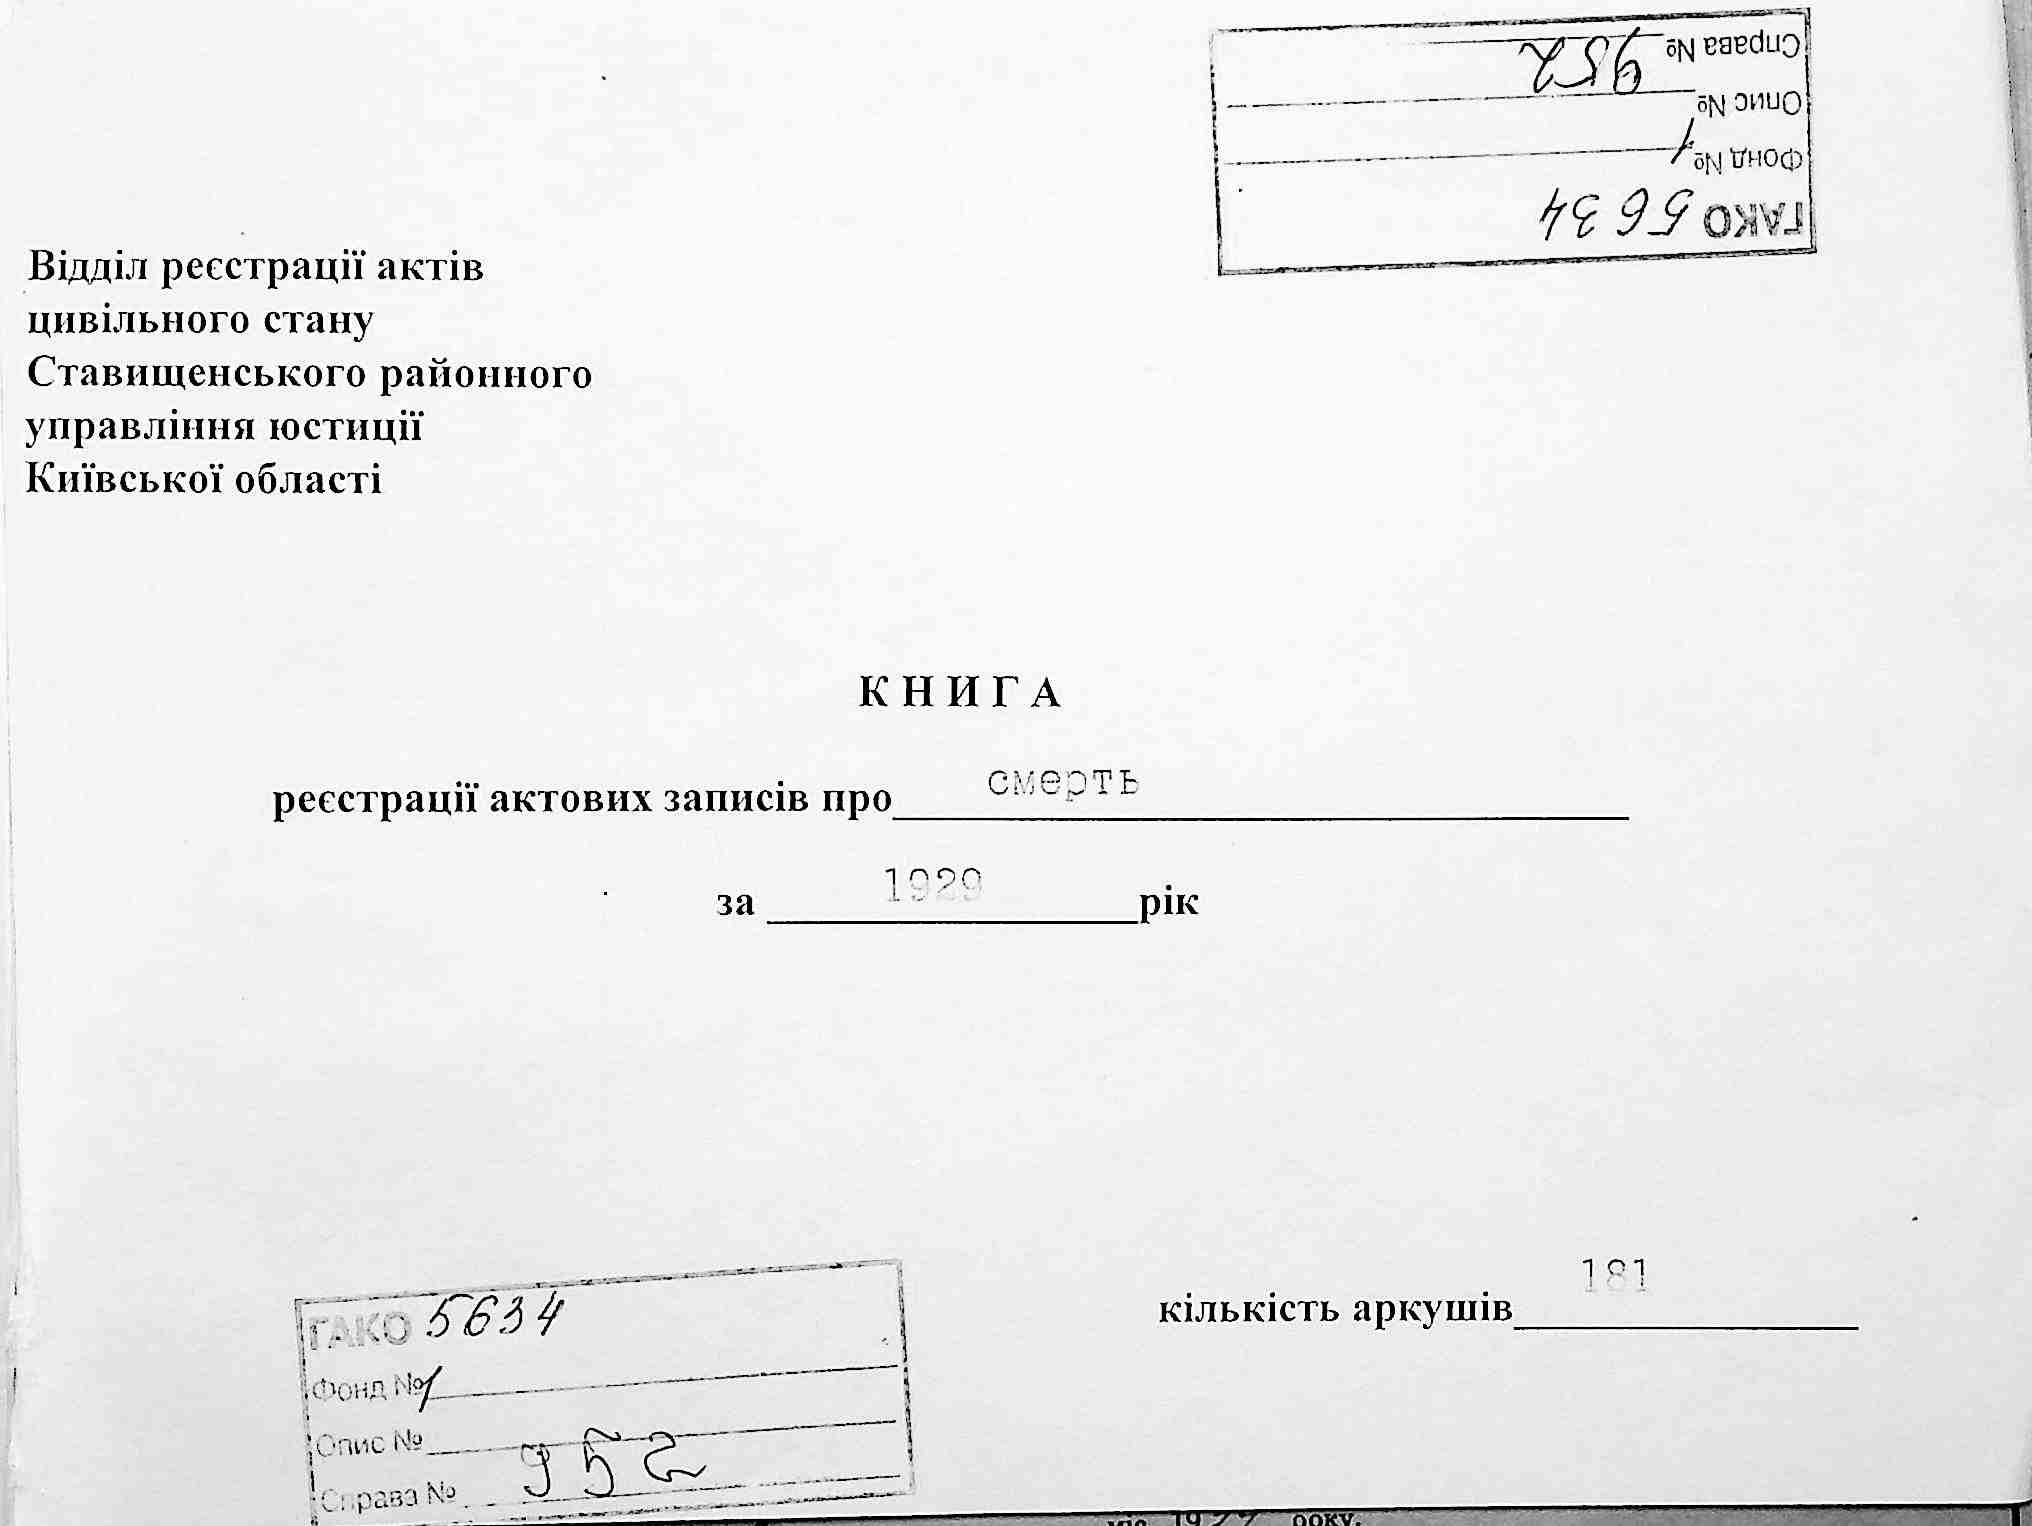 ГАКО 5634
Фонд № 1
Опис №
Справа № 952
Відділ реєстрації актів
цивільного стану
Ставищенського районного
управління юстиції
Київської області
КНИГА
реєстрації актових записів про смерть
за 1929 рік
кількість аркушів 181
ГАКО 5634
Фонд № 1
Опис №
Справа № 952
року.